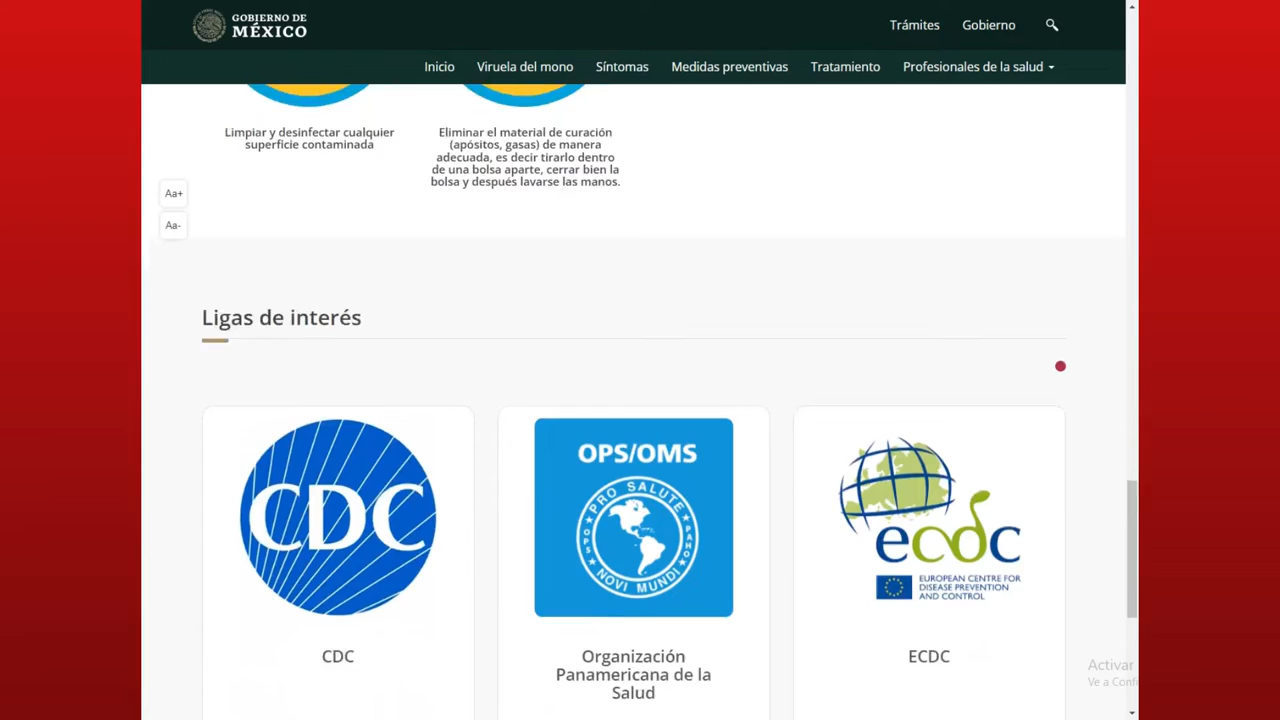 GOBIERNO DE
MÉXICO
Trámites
Gobierno
Inicio
Viruela del mono
Síntomas
Medidas preventivas
Tratamiento
Profesionales de la salud
Limpiar y desinfectar cualquier
superficie contaminada
Eliminar el material de curación
(apósitos, gasas) de manera
adecuada, es decir tirarlo dentro
de una bolsa aparte, cerrar bien la
bolsa y después lavarse las manos.
Aa+
Aa-
Ligas de interés
CDC
OPS/OMS
PRO SALUTE
OPS
PAHO
NOVI MUNDI
ecdc
EUROPEAN CENTRE FOR
DISEASE PREVENTION
AND CONTROL
CDC
Organización
Panamericana de la
Salud
ECDC
Activar
Ve a Confi